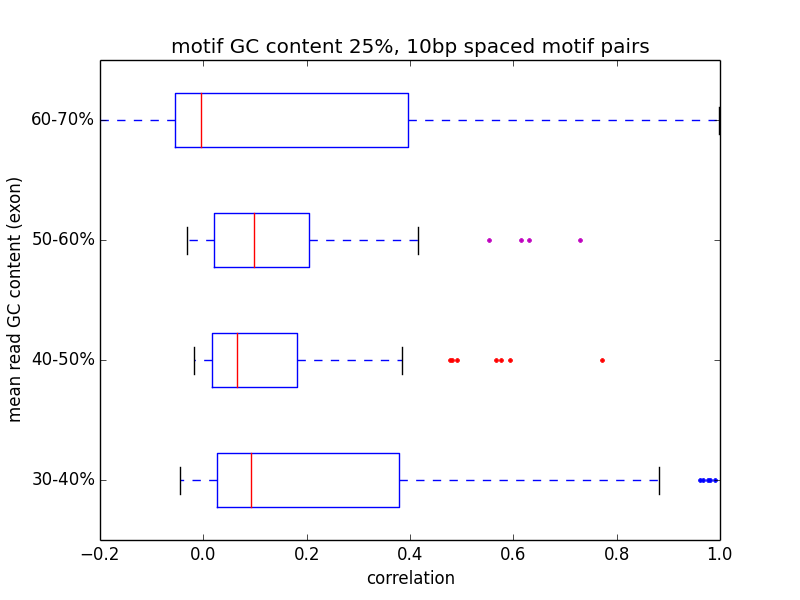 motif GC content 25%, 10bp spaced motif pairs
60-70%
50-60%
40-50%
30-40%
mean read GC content (exon)
−0.2 0.0 0.2 0.4 0.6 0.8 1.0
correlation